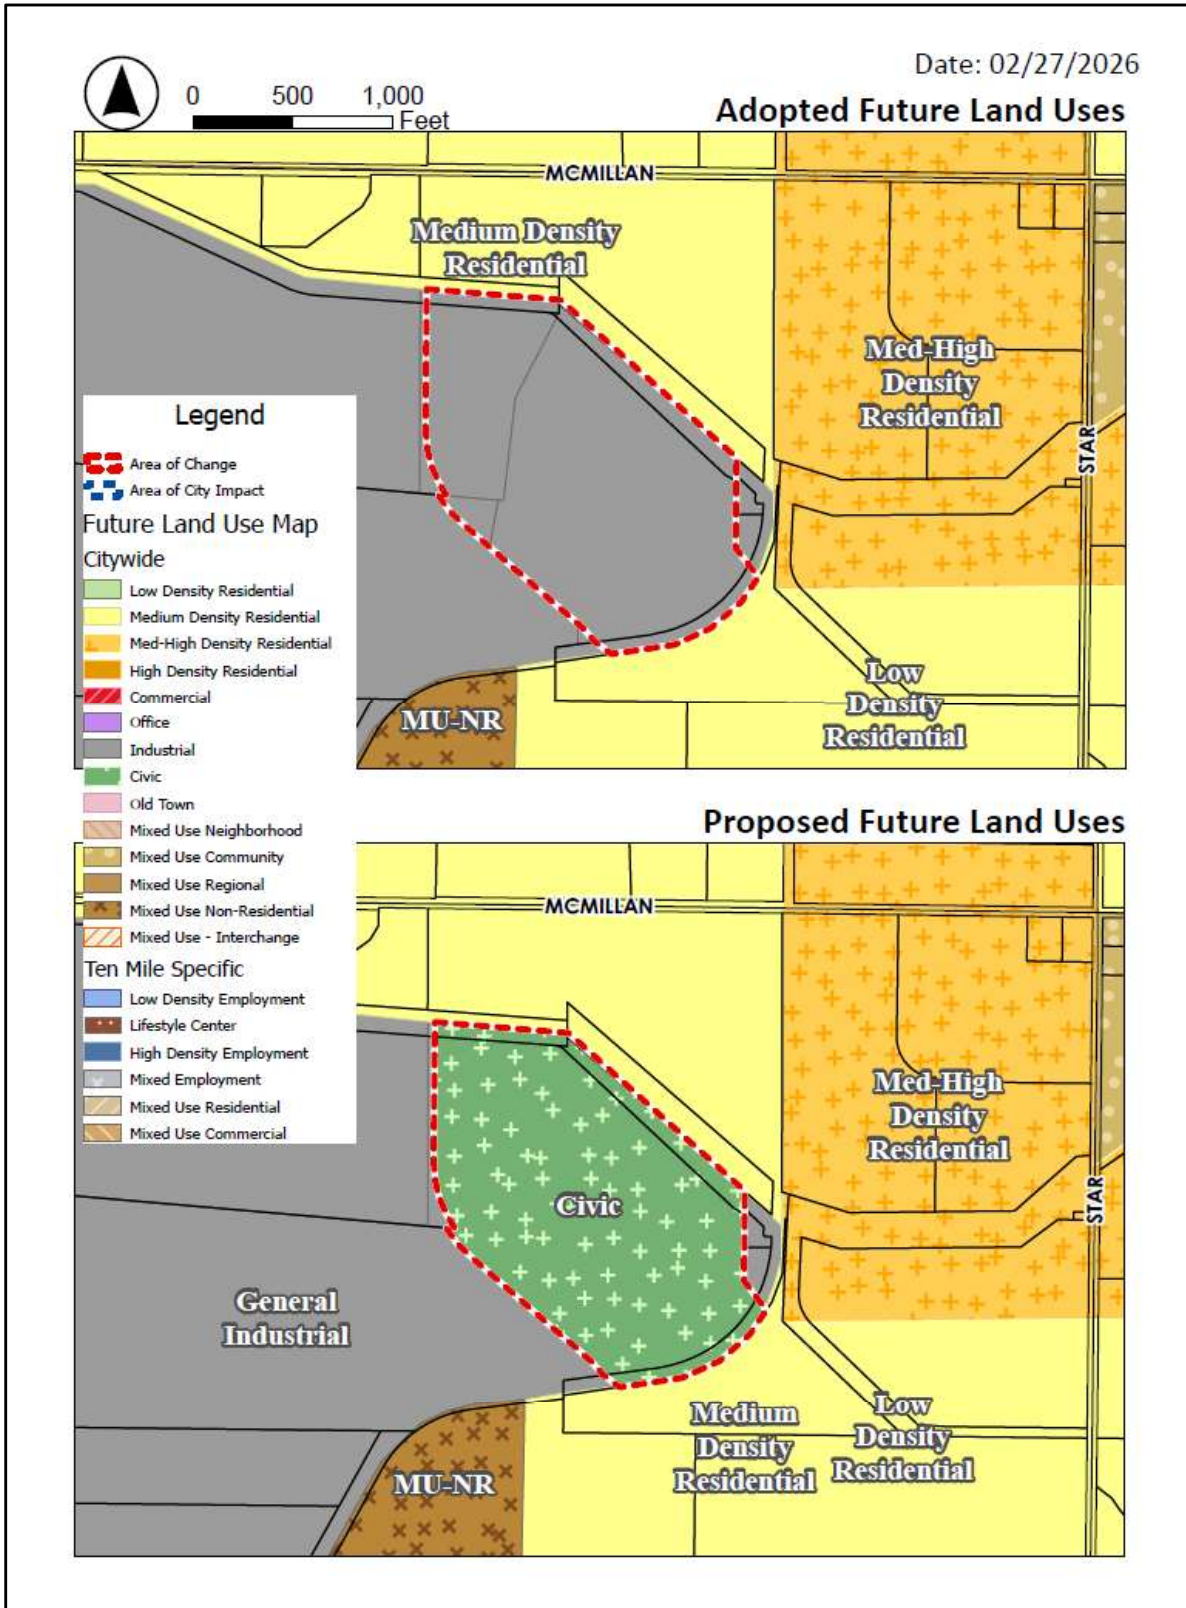 Date: 02/27/2026
0 500 1,000
Feet
Adopted Future Land Uses
MCMILLAN
Medium Density
Residential
Med-High
Density
Residential
STAR
Low
Density
Residential
MU-NR
Legend
Area of Change
Area of City Impact
Future Land Use Map
Citywide
Low Density Residential
Medium Density Residential
Med-High Density Residential
High Density Residential
Commercial
Office
Industrial
Civic
Old Town
Mixed Use Neighborhood
Mixed Use Community
Mixed Use Regional
Mixed Use Non-Residential
Mixed Use - Interchange
Ten Mile Specific
Low Density Employment
Lifestyle Center
High Density Employment
Mixed Employment
Mixed Use Residential
Mixed Use Commercial
Proposed Future Land Uses
MCMILLAN
Med-High
Density
Residential
STAR
Civic
General
Industrial
Medium
Density
Residential
Low
Density
Residential
MU-NR